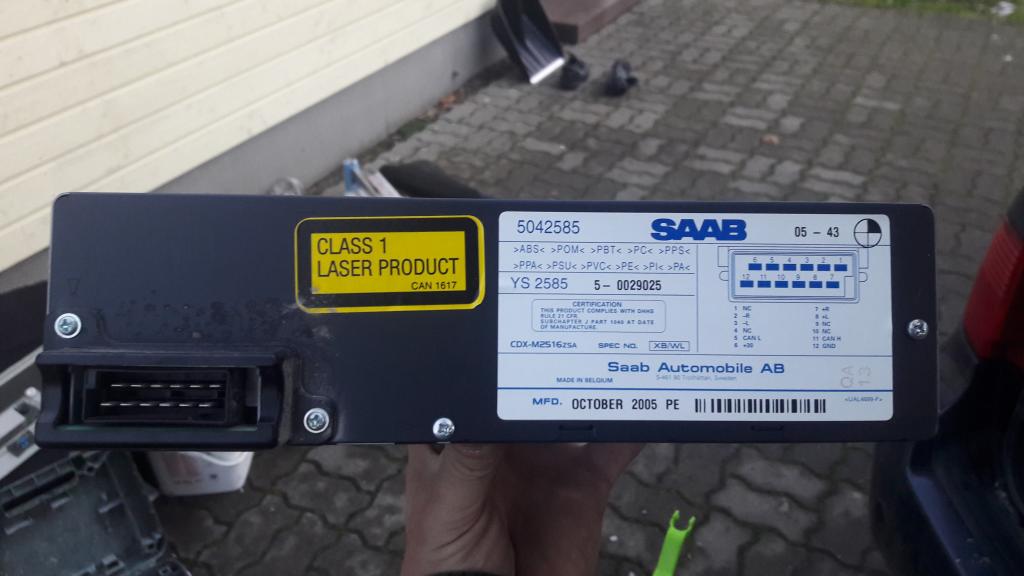 CLASS 1
LASER PRODUCT
CAN 1617
5042585
SAAB
05 - 43
>ABS< >POM< >PBT< >PC< >PPS<
>PPA< >PSU< >PVC< >PE< >PI< >PA<
YS 2585 5-0029025
CERTIFICATION
THIS PRODUCT COMPLIES WITH DHHS
RULE 21 CFR.
SUBCHAPTER J PART 1040 AT DATE
OF MANUFACTURE.
CDX-M2516ZSA SPEC NO. XB/WL
6 5 4 3 2 1
12 11 10 9 8 7
1 NC 7 +R
2 -R 8 +L
3 -L 9 NC
4 NC 10 NC
5 CAN L 11 CAN H
6 +30 12 GND
Saab Automobile AB
S-461 80 Trollhättan, Sweden
MADE IN BELGIUM
QA
13
MFD. OCTOBER 2005 PE